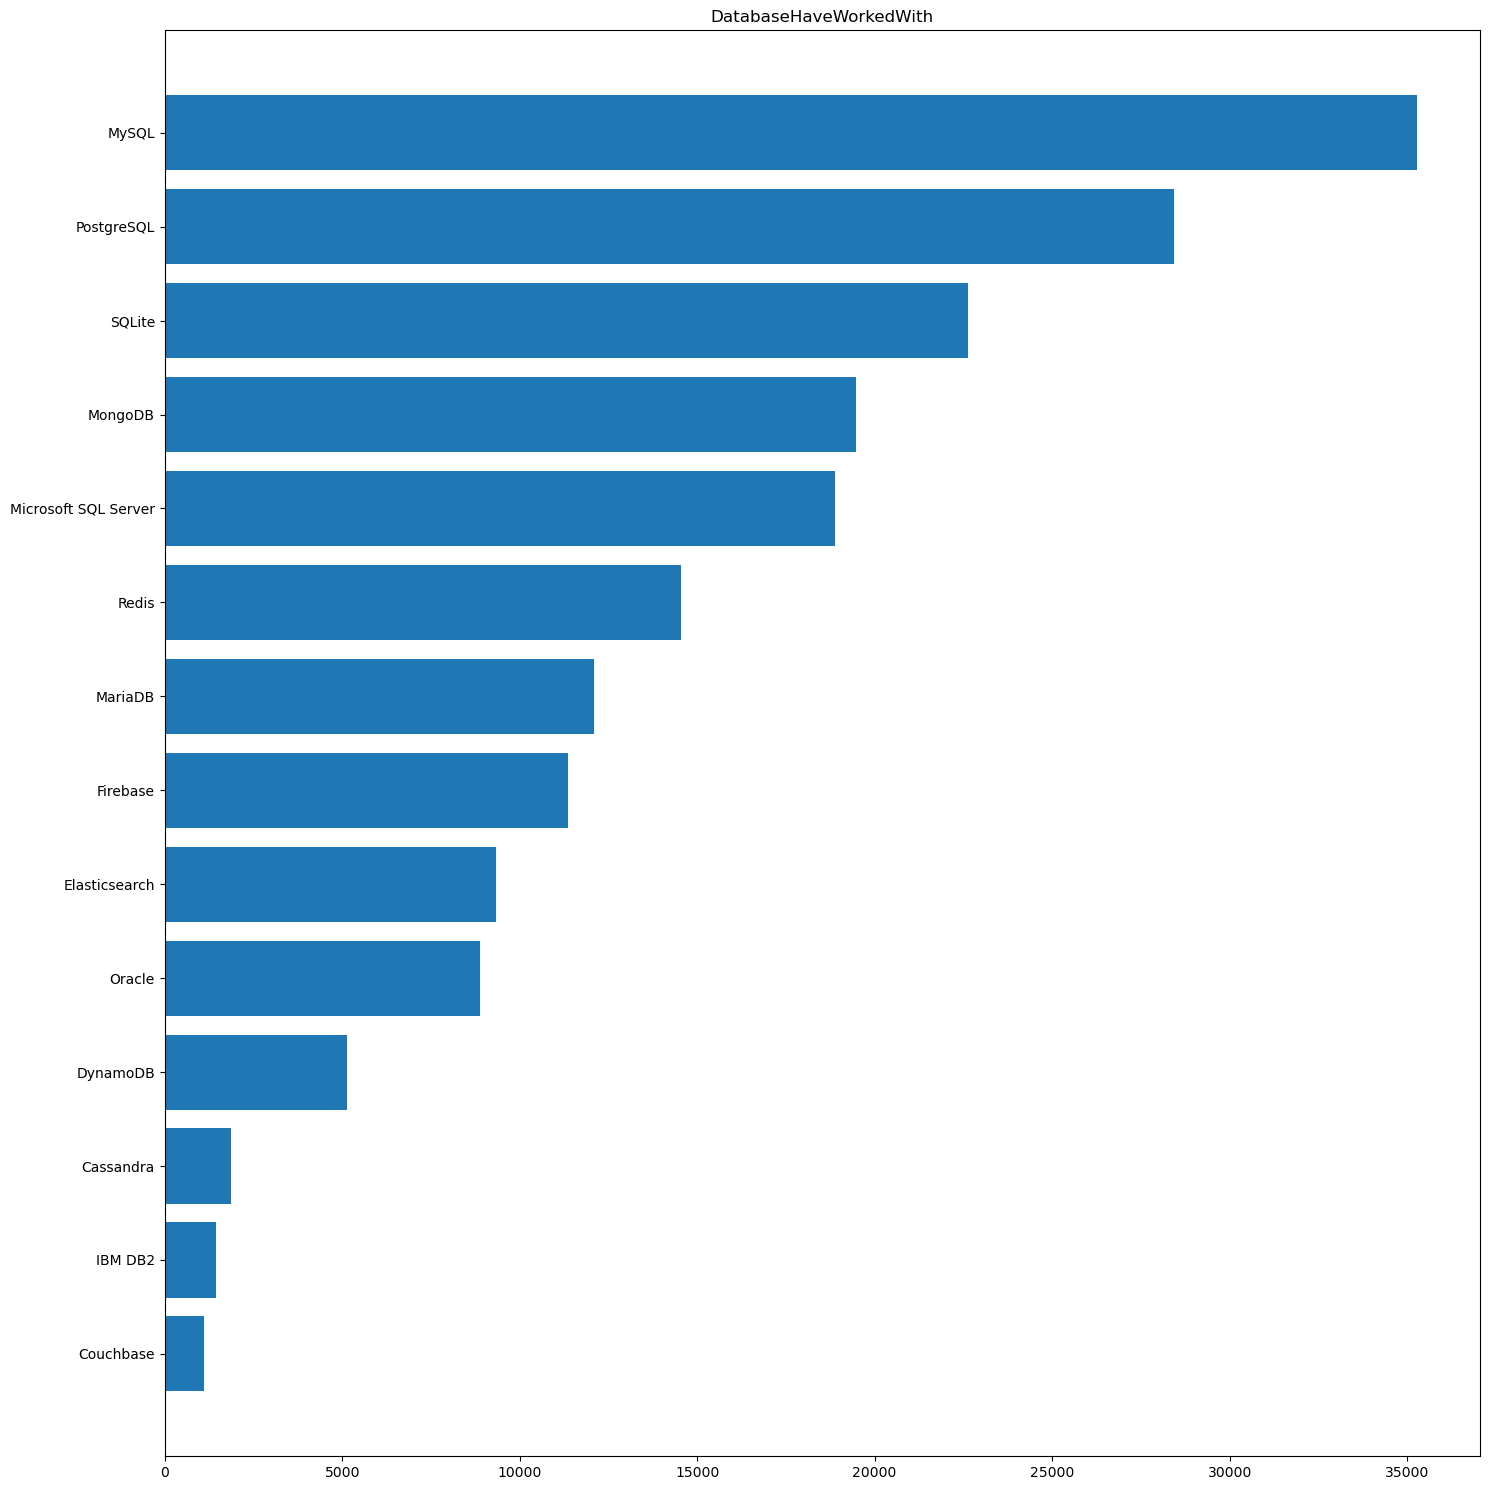 DatabaseHaveWorkedWith
MySQL
PostgreSQL
SQLite
MongoDB
Microsoft SQL Server
Redis
MariaDB
Firebase
Elasticsearch
Oracle
DynamoDB
Cassandra
IBM DB2
Couchbase
0 5000 10000 15000 20000 25000 30000 35000